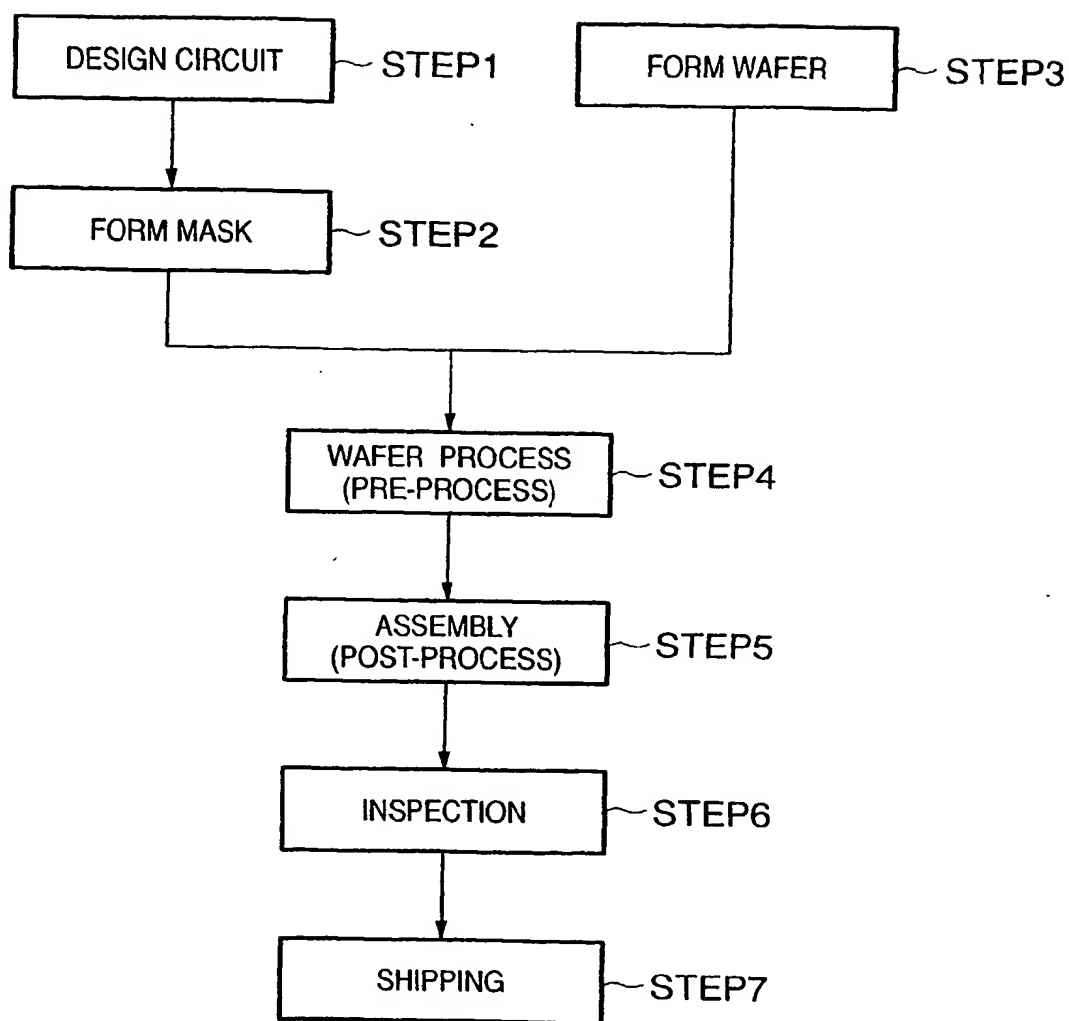 DESIGN CIRCUIT
STEP1
FORM WAFER
STEP3
FORM MASK
STEP2
WAFER PROCESS
(PRE-PROCESS)
STEP4
ASSEMBLY
(POST-PROCESS)
STEP5
INSPECTION
STEP6
SHIPPING
STEP7